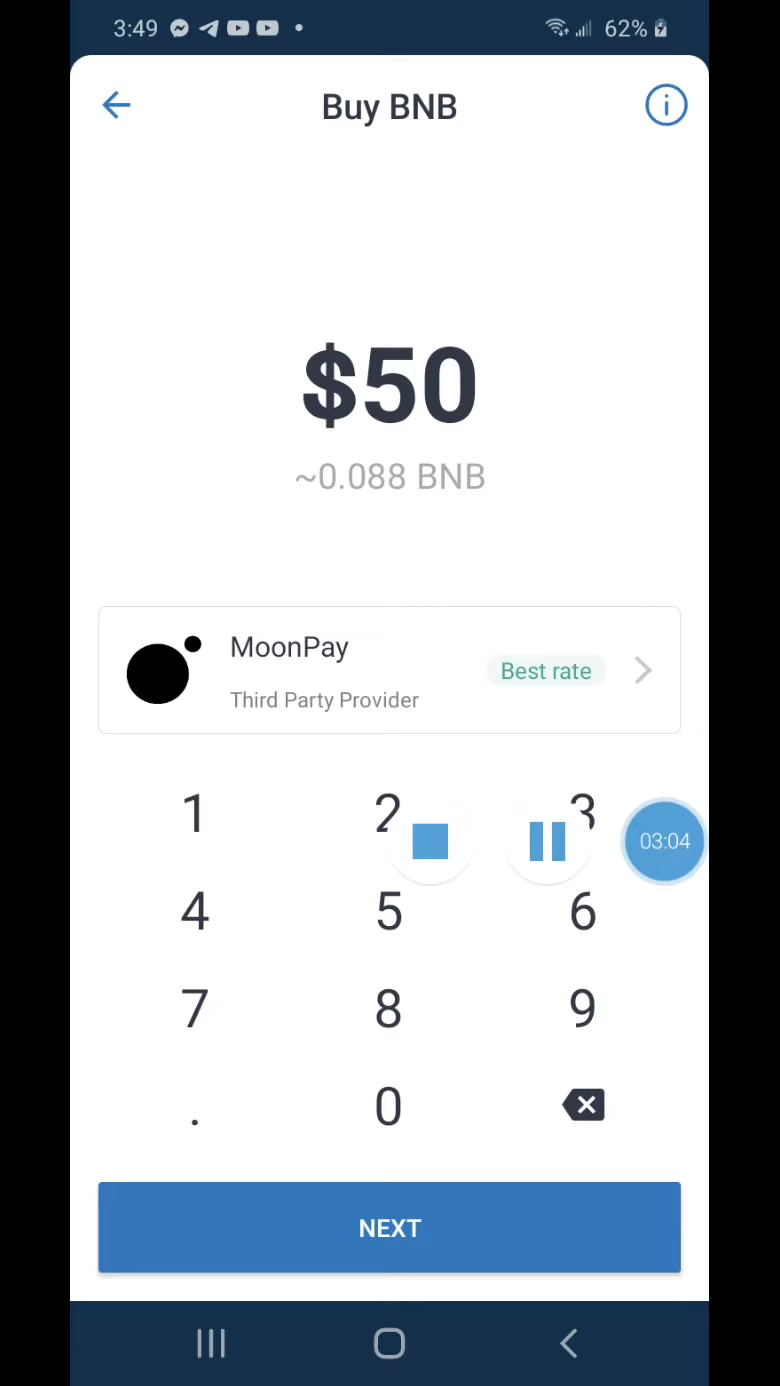 3:49 62%
Buy BNB
$50
~0.088 BNB
MoonPay
Best rate
Third Party Provider
1 2 3
03:04
4 5 6
7 8 9
. 0
NEXT